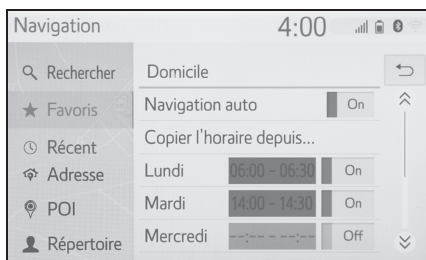 Navigation 4:00
Rechercher
Favoris
Récent
Adresse
POI
Répertoire
Domicile
Navigation auto On
Copier l'horaire depuis...
Lundi 06:00 - 06:30 On
Mardi 14:00 - 14:30 On
Mercredi --:-- - --:-- Off